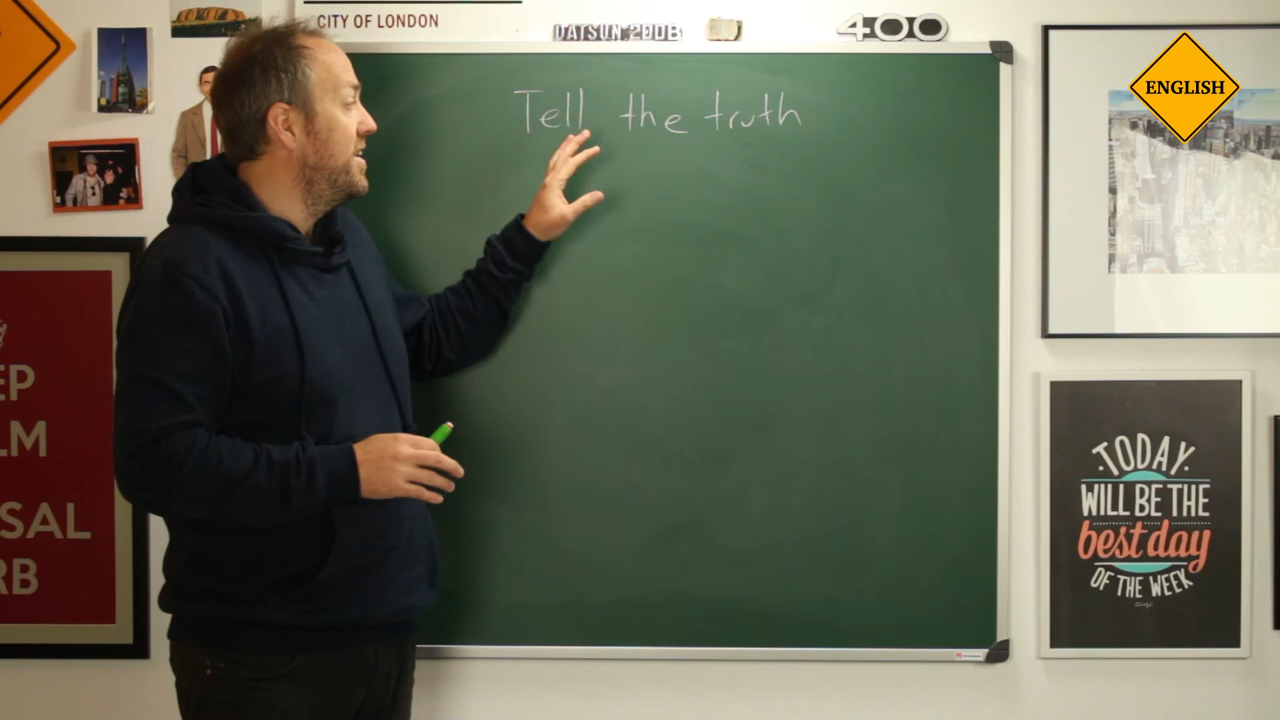 CITY OF LONDON
DATSUN 200B
400
ENGLISH
Tell the truth
EP
LM
SAL
RB
TODAY
WILL BE THE
best day
OF THE WEEK